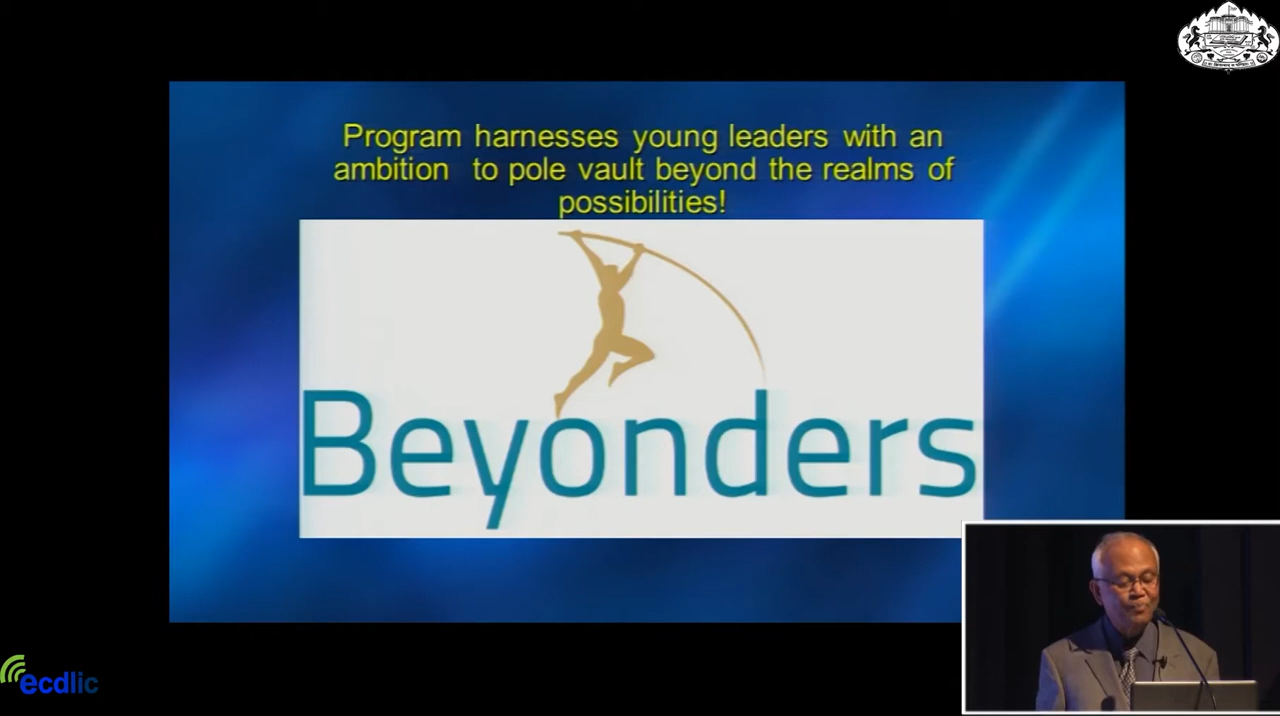 Program harnesses young leaders with an
ambition to pole vault beyond the realms of
possibilities!
Beyonders
ecdlic